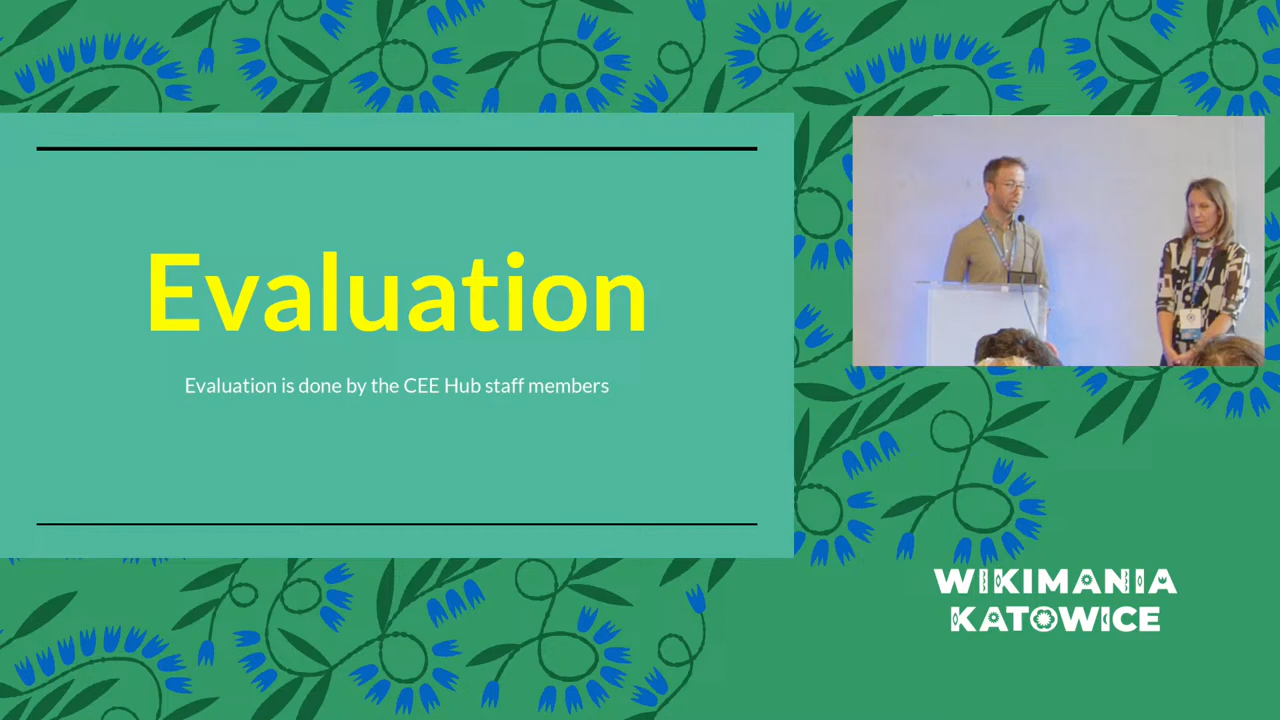 Evaluation
Evaluation is done by the CEE Hub staff members
WIKIMANIA
KATOWICE